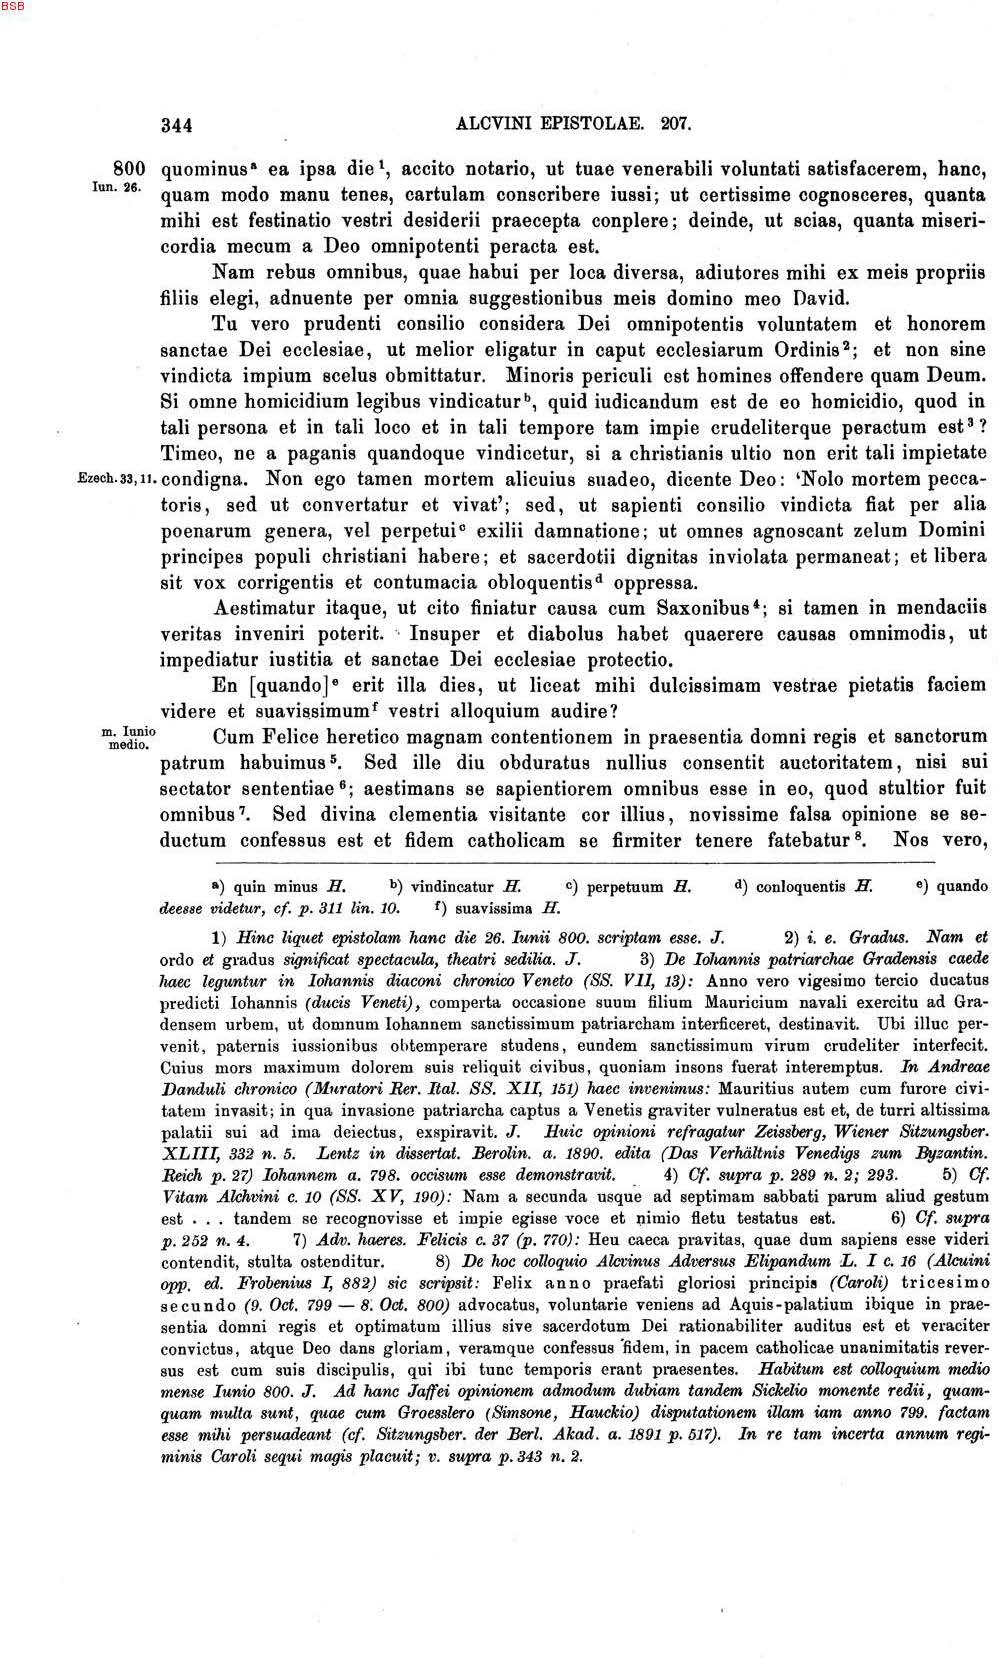 BSB
344 ALCVINI EPISTOLAE. 207.
800 quominusᵃ ea ipsa die¹, accito notario, ut tuae venerabili voluntati satisfacerem, hanc,
Iun. 26. quam modo manu tenes, cartulam conscribere iussi; ut certissime cognosceres, quanta
mihi est festinatio vestri desiderii praecepta conplere; deinde, ut scias, quanta miseri-
cordia mecum a Deo omnipotenti peracta est.
Nam rebus omnibus, quae habui per loca diversa, adiutores mihi ex meis propriis
filiis elegi, adnuente per omnia suggestionibus meis domino meo David.
Tu vero prudenti consilio considera Dei omnipotentis voluntatem et honorem
sanctae Dei ecclesiae, ut melior eligatur in caput ecclesiarum Ordinis²; et non sine
vindicta impium scelus obmittatur. Minoris periculi est homines offendere quam Deum.
Si omne homicidium legibus vindicaturᵇ, quid iudicandum est de eo homicidio, quod in
tali persona et in tali loco et in tali tempore tam impie crudeliterque peractum est³?
Timeo, ne a paganis quandoque vindicetur, si a christianis ultio non erit tali impietate
Ezech. 33, 11. condigna. Non ego tamen mortem alicuius suadeo, dicente Deo: ‘Nolo mortem pecca-
toris, sed ut convertatur et vivat’; sed, ut sapienti consilio vindicta fiat per alia
poenarum genera, vel perpetuiᶜ exilii damnatione; ut omnes agnoscant zelum Domini
principes populi christiani habere; et sacerdotii dignitas inviolata permaneat; et libera
sit vox corrigentis et contumacia obloquentisᵈ oppressa.
Aestimatur itaque, ut cito finiatur causa cum Saxonibus⁴; si tamen in mendaciis
veritas inveniri poterit. Insuper et diabolus habet quaerere causas omnimodis, ut
impediatur iustitia et sanctae Dei ecclesiae protectio.
En [quando]ᵉ erit illa dies, ut liceat mihi dulcissimam vestrae pietatis faciem
videre et suavissimumᶠ vestri alloquium audire?
m. Iunio medio. Cum Felice heretico magnam contentionem in praesentia domni regis et sanctorum
patrum habuimus⁵. Sed ille diu obduratus nullius consentit auctoritatem, nisi sui
sectator sententiae⁶; aestimans se sapientiorem omnibus esse in eo, quod stultior fuit
omnibus⁷. Sed divina clementia visitante cor illius, novissime falsa opinione se se-
ductum confessus est et fidem catholicam se firmiter tenere fatebatur⁸. Nos vero,
a) quin minus H. b) vindincatur H. c) perpetuum H. d) conloquentis H. e) quando
deesse videtur, cf. p. 311 lin. 10. f) suavissima H.
1) Hinc liquet epistolam hanc die 26. Iunii 800. scriptam esse. J. 2) i. e. Gradus. Nam et
ordo et gradus significat spectacula, theatri sedilia. J. 3) De Iohannis patriarchae Gradensis caede
haec leguntur in Iohannis diaconi chronico Veneto (SS. VII, 13): Anno vero vigesimo tercio ducatus
predicti Iohannis (ducis Veneti), comperta occasione suum filium Mauricium navali exercitu ad Gra-
densem urbem, ut domnum Iohannem sanctissimum patriarcham interficeret, destinavit. Ubi illuc per-
venit, paternis iussionibus obtemperare studens, eundem sanctissimum virum crudeliter interfecit.
Cuius mors maximum dolorem suis reliquit civibus, quoniam insons fuerat interemptus. In Andreae
Danduli chronico (Muratori Rer. Ital. SS. XII, 151) haec invenimus: Mauritius autem cum furore civi-
tatem invasit; in qua invasione patriarcha captus a Venetis graviter vulneratus est et, de turri altissima
palatii sui ad ima deiectus, exspiravit. J. Huic opinioni refragatur Zeissberg, Wiener Sitzungsber.
XLIII, 332 n. 5. Lentz in dissertat. Berolin. a. 1890. edita (Das Verhältnis Venedigs zum Byzantin.
Reich p. 27) Iohannem a. 798. occisum esse demonstravit. 4) Cf. supra p. 289 n. 2; 293. 5) Cf.
Vitam Alchvini c. 10 (SS. XV, 190): Nam a secunda usque ad septimam sabbati parum aliud gestum
est . . . tandem se recognovisse et impie egisse voce et nimio fletu testatus est. 6) Cf. supra
p. 252 n. 4. 7) Adv. haeres. Felicis c. 37 (p. 770): Heu caeca pravitas, quae dum sapiens esse videri
contendit, stulta ostenditur. 8) De hoc colloquio Alcvinus Adversus Elipandum L. I c. 16 (Alcuini
opp. ed. Frobenius I, 882) sic scripsit: Felix anno praefati gloriosi principis (Caroli) tricesimo
secundo (9. Oct. 799 — 8. Oct. 800) advocatus, voluntarie veniens ad Aquis-palatium ibique in prae-
sentia domni regis et optimatum illius sive sacerdotum Dei rationabiliter auditus est et veraciter
convictus, atque Deo dans gloriam, veramque confessus fidem, in pacem catholicae unanimitatis rever-
sus est cum suis discipulis, qui ibi tunc temporis erant praesentes. Habitum est colloquium medio
mense Iunio 800. J. Ad hanc Jaffei opinionem admodum dubiam tandem Sickelio monente redii, quam-
quam multa sunt, quae cum Groesslero (Simsone, Hauckio) disputationem illam iam anno 799. factam
esse mihi persuadeant (cf. Sitzungsber. der Berl. Akad. a. 1891 p. 517). In re tam incerta annum regi-
minis Caroli sequi magis placuit; v. supra p. 343 n. 2.